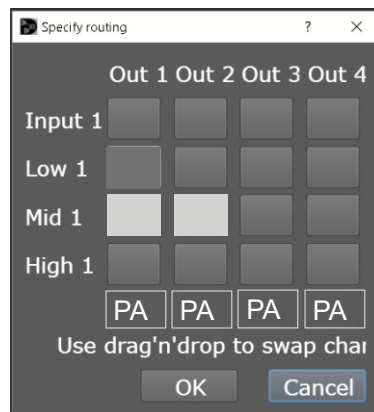 Specify routing ? ×
Out 1 Out 2 Out 3 Out 4
Input 1
Low 1
Mid 1
High 1
PA PA PA PA
Use drag'n'drop to swap char
OK Cancel